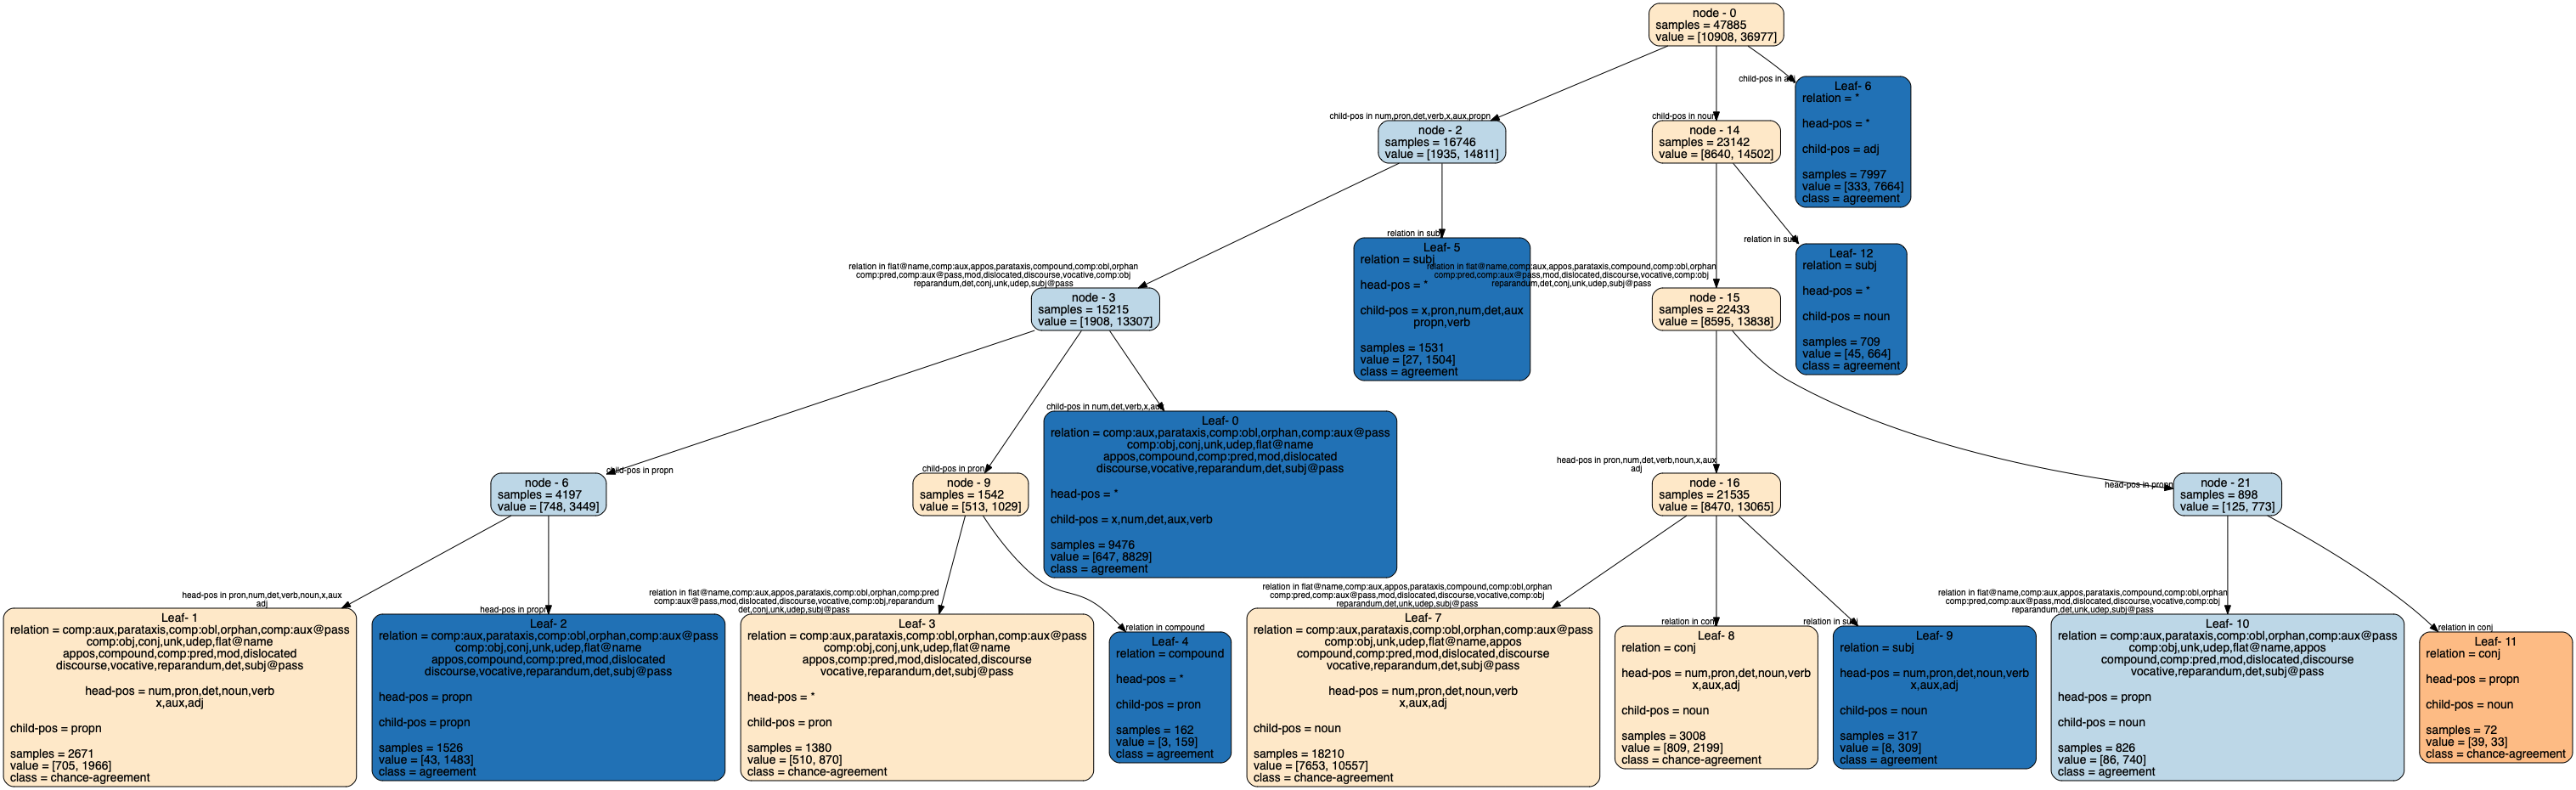 node - 0
samples = 47885
value = [10908, 36977]
child-pos in adj
Leaf- 6
relation = *
head-pos = *
child-pos = adj
samples = 7997
value = [333, 7664]
class = agreement
child-pos in num,pron,det,verb,x,aux,propn
node - 2
samples = 16746
value = [1935, 14811]
child-pos in noun
node - 14
samples = 23142
value = [8640, 14502]
relation in subj
Leaf- 5
relation = subj
head-pos = *
child-pos = x,pron,num,det,aux
propn,verb
samples = 1531
value = [27, 1504]
class = agreement
relation in subj
Leaf- 12
relation = subj
head-pos = *
child-pos = noun
samples = 709
value = [45, 664]
class = agreement
relation in flat@name,comp:aux,appos,parataxis,compound,comp:obl,orphan
comp:pred,comp:aux@pass,mod,dislocated,discourse,vocative,comp:obj
reparandum,det,conj,unk,udep,subj@pass
node - 3
samples = 15215
value = [1908, 13307]
relation in flat@name,comp:aux,appos,parataxis,compound,comp:obl,orphan
comp:pred,comp:aux@pass,mod,dislocated,discourse,vocative,comp:obj
reparandum,det,conj,unk,udep,subj@pass
node - 15
samples = 22433
value = [8595, 13838]
child-pos in num,det,verb,x,aux
Leaf- 0
relation = comp:aux,parataxis,comp:obl,orphan,comp:aux@pass
comp:obj,conj,unk,udep,flat@name
appos,compound,comp:pred,mod,dislocated
discourse,vocative,reparandum,det,subj@pass
head-pos = *
child-pos = x,num,det,aux,verb
samples = 9476
value = [647, 8829]
class = agreement
child-pos in propn
node - 6
samples = 4197
value = [748, 3449]
child-pos in pron
node - 9
samples = 1542
value = [513, 1029]
head-pos in pron,num,det,verb,noun,x,aux
adj
node - 16
samples = 21535
value = [8470, 13065]
head-pos in propn
node - 21
samples = 898
value = [125, 773]
head-pos in pron,num,det,verb,noun,x,aux
adj
Leaf- 1
relation = comp:aux,parataxis,comp:obl,orphan,comp:aux@pass
comp:obj,conj,unk,udep,flat@name
appos,compound,comp:pred,mod,dislocated
discourse,vocative,reparandum,det,subj@pass
head-pos = num,pron,det,noun,verb
x,aux,adj
child-pos = propn
samples = 2671
value = [705, 1966]
class = chance-agreement
head-pos in propn
Leaf- 2
relation = comp:aux,parataxis,comp:obl,orphan,comp:aux@pass
comp:obj,conj,unk,udep,flat@name
appos,compound,comp:pred,mod,dislocated
discourse,vocative,reparandum,det,subj@pass
head-pos = propn
child-pos = propn
samples = 1526
value = [43, 1483]
class = agreement
relation in flat@name,comp:aux,appos,parataxis,comp:obl,orphan,comp:pred
comp:aux@pass,mod,dislocated,discourse,vocative,comp:obj,reparandum
det,conj,unk,udep,subj@pass
Leaf- 3
relation = comp:aux,parataxis,comp:obl,orphan,comp:aux@pass
comp:obj,conj,unk,udep,flat@name
appos,comp:pred,mod,dislocated,discourse
vocative,reparandum,det,subj@pass
head-pos = *
child-pos = pron
samples = 1380
value = [510, 870]
class = chance-agreement
relation in compound
Leaf- 4
relation = compound
head-pos = *
child-pos = pron
samples = 162
value = [3, 159]
class = agreement
relation in flat@name,comp:aux,appos,parataxis,compound,comp:obl,orphan
comp:pred,comp:aux@pass,mod,dislocated,discourse,vocative,comp:obj
reparandum,det,unk,udep,subj@pass
Leaf- 7
relation = comp:aux,parataxis,comp:obl,orphan,comp:aux@pass
comp:obj,unk,udep,flat@name,appos
compound,comp:pred,mod,dislocated,discourse
vocative,reparandum,det,subj@pass
head-pos = num,pron,det,noun,verb
x,aux,adj
child-pos = noun
samples = 18210
value = [7653, 10557]
class = chance-agreement
relation in conj
Leaf- 8
relation = conj
head-pos = num,pron,det,noun,verb
x,aux,adj
child-pos = noun
samples = 3008
value = [809, 2199]
class = chance-agreement
relation in subj
Leaf- 9
relation = subj
head-pos = num,pron,det,noun,verb
x,aux,adj
child-pos = noun
samples = 317
value = [8, 309]
class = agreement
relation in flat@name,comp:aux,appos,parataxis,compound,comp:obl,orphan
comp:pred,comp:aux@pass,mod,dislocated,discourse,vocative,comp:obj
reparandum,det,unk,udep,subj@pass
Leaf- 10
relation = comp:aux,parataxis,comp:obl,orphan,comp:aux@pass
comp:obj,unk,udep,flat@name,appos
compound,comp:pred,mod,dislocated,discourse
vocative,reparandum,det,subj@pass
head-pos = propn
child-pos = noun
samples = 826
value = [86, 740]
class = agreement
relation in conj
Leaf- 11
relation = conj
head-pos = propn
child-pos = noun
samples = 72
value = [39, 33]
class = chance-agreement